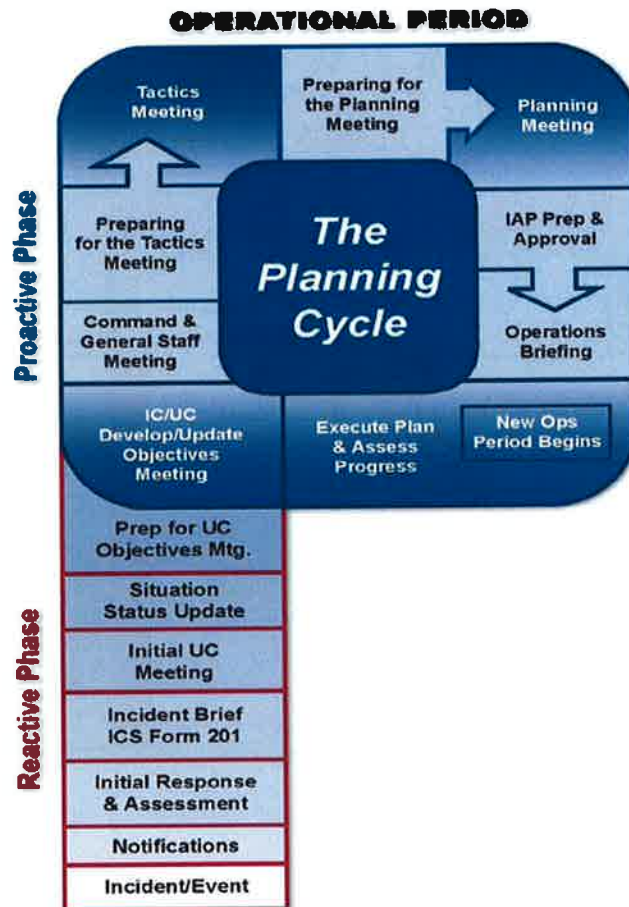 OPERATIONAL PERIOD
Tactics
Meeting
Preparing for
the Planning
Meeting
Planning
Meeting
Proactive Phase
Preparing
for the Tactics
Meeting
The
Planning
Cycle
IAP Prep &
Approval
Command &
General Staff
Meeting
Operations
Briefing
IC/UC
Develop/Update
Objectives
Meeting
Execute Plan
& Assess
Progress
New Ops
Period Begins
Reactive Phase
Prep for UC
Objectives Mtg.
Situation
Status Update
Initial UC
Meeting
Incident Brief
ICS Form 201
Initial Response
& Assessment
Notifications
Incident/Event